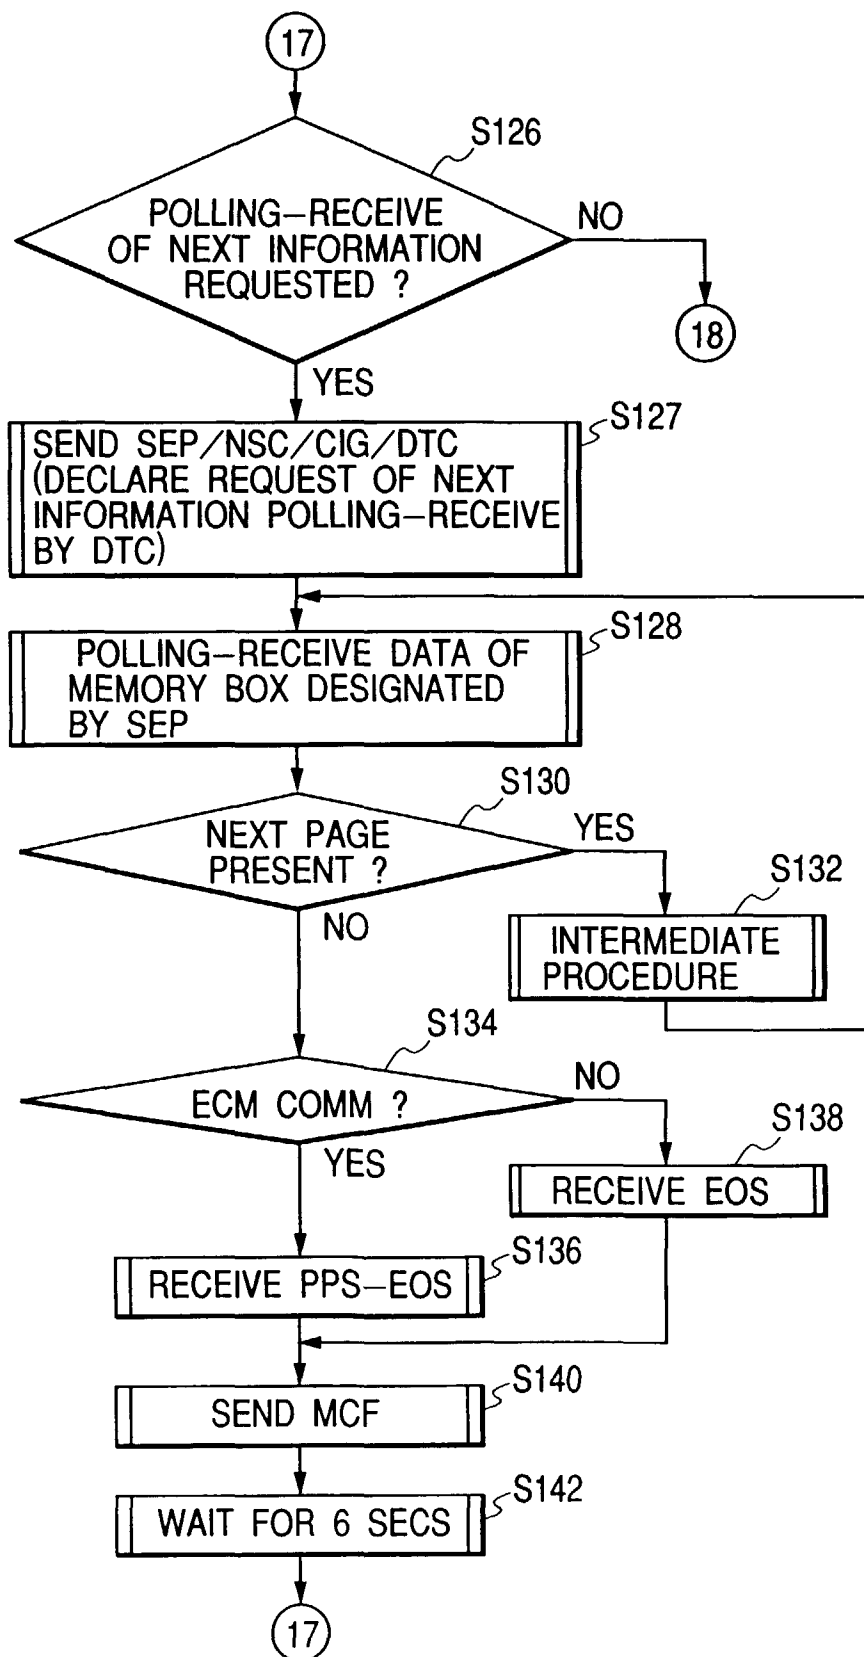 17
S126
POLLING-RECEIVE
OF NEXT INFORMATION
REQUESTED ?
NO
18
YES
S127
SEND SEP/NSC/CIG/DTC
(DECLARE REQUEST OF NEXT
INFORMATION POLLING-RECEIVE
BY DTC)
S128
POLLING-RECEIVE DATA OF
MEMORY BOX DESIGNATED
BY SEP
S130
NEXT PAGE
PRESENT ?
YES
NO
S132
INTERMEDIATE
PROCEDURE
S134
ECM COMM ?
NO
YES
S138
RECEIVE EOS
S136
RECEIVE PPS-EOS
S140
SEND MCF
S142
WAIT FOR 6 SECS
17